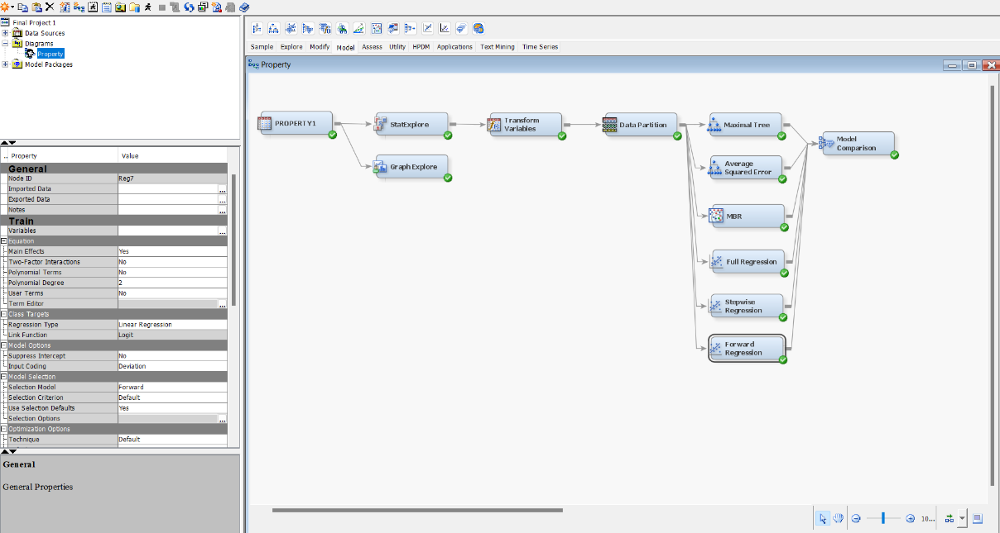 Final Project 1
Data Sources
Diagrams
Property
Model Packages
.. Property Value
General
Node ID Reg7
Imported Data ...
Exported Data ...
Notes ...
Train
Variables ...
Equation
Main Effects Yes
Two-Factor Interactions No
Polynomial Terms No
Polynomial Degree 2
User Terms No
Term Editor ...
Class Targets
Regression Type Linear Regression
Link Function Logit
Model Options
Suppress Intercept No
Input Coding Deviation
Model Selection
Selection Model Forward
Selection Criterion Default
Use Selection Defaults Yes
Selection Options ...
Optimization Options
Technique Default
General
General Properties
Sample Explore Modify Model Assess Utility HPDM Applications Text Mining Time Series
Property
PROPERTY1
StatExplore
Graph Explore
Transform
Variables
Data Partition
Maximal Tree
Average
Squared Error
MBR
Full Regression
Stepwise
Regression
Forward
Regression
Model
Comparison
10...